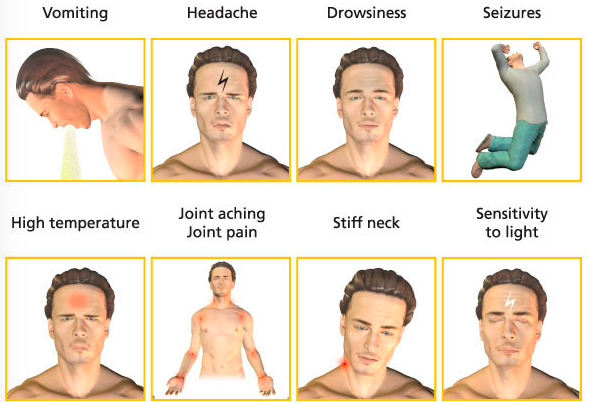 Vomiting
Headache
Drowsiness
Seizures
High temperature
Joint aching
Joint pain
Stiff neck
Sensitivity
to light